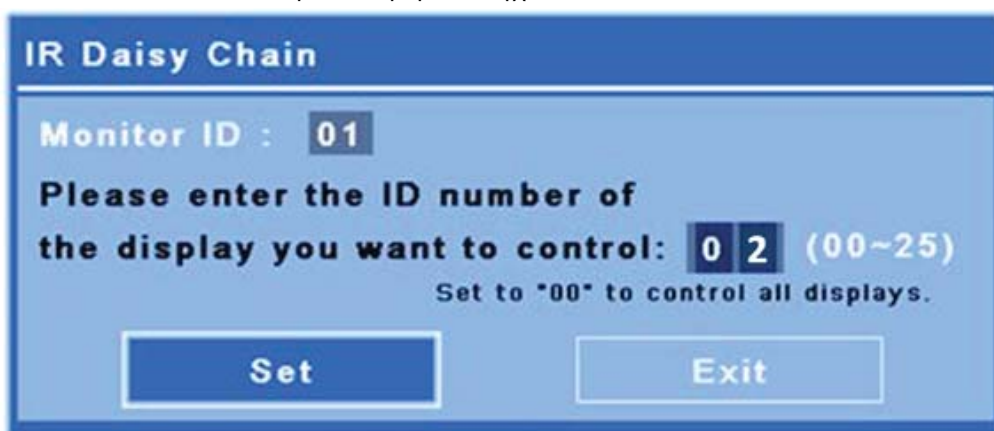 IR Daisy Chain
Monitor ID : 01
Please enter the ID number of
the display you want to control: 0 2 (00~25)
Set to "00" to control all displays.
Set Exit